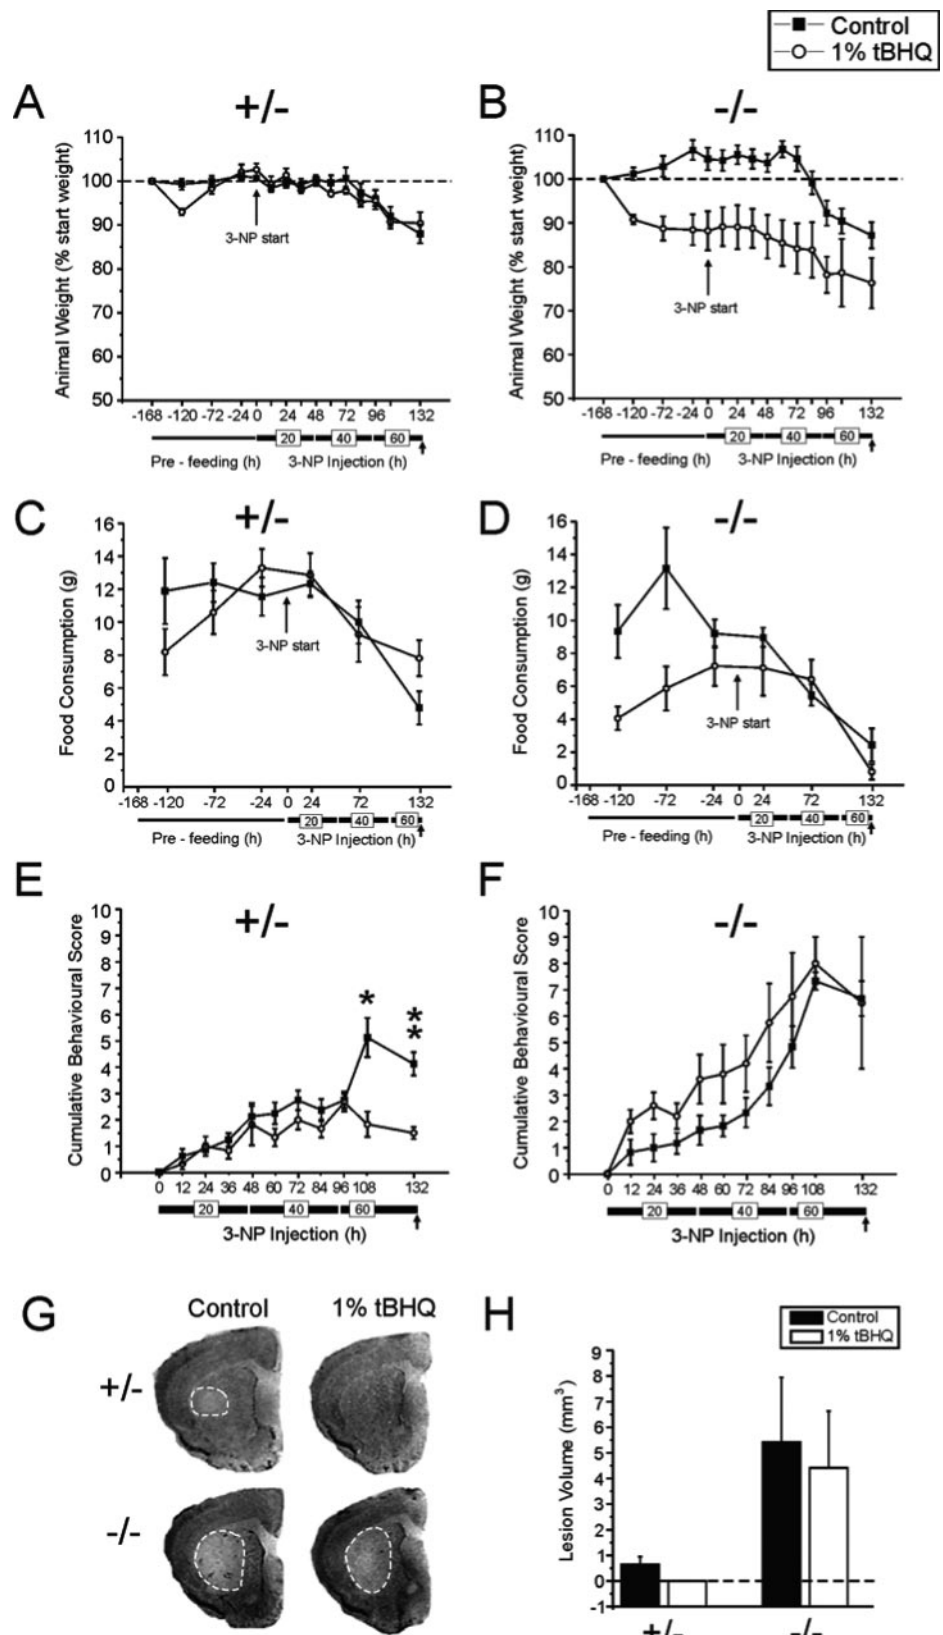 Control
1% tBHQ
A
+/-
Animal Weight (% start weight)
110
100
90
80
70
60
50
3-NP start
-168 -120 -72 -24 0 24 48 72 96 132
20 40 60
Pre - feeding (h) 3-NP Injection (h)
B
-/-
Animal Weight (% start weight)
110
100
90
80
70
60
50
3-NP start
-168 -120 -72 -24 0 24 48 72 96 132
20 40 60
Pre - feeding (h) 3-NP Injection (h)
C
+/-
Food Consumption (g)
16
14
12
10
8
6
4
2
0
3-NP start
-168 -120 -72 -24 0 24 72 132
20 40 60
Pre - feeding (h) 3-NP Injection (h)
D
-/-
Food Consumption (g)
16
14
12
10
8
6
4
2
0
3-NP start
-168 -120 -72 -24 0 24 72 132
20 40 60
Pre - feeding (h) 3-NP Injection (h)
E
+/-
Cumulative Behavioural Score
10
9
8
7
6
5
4
3
2
1
0
*
*
*
0 12 24 36 48 60 72 84 96 108 132
20 40 60
3-NP Injection (h)
F
-/-
Cumulative Behavioural Score
10
9
8
7
6
5
4
3
2
1
0
0 12 24 36 48 60 72 84 96 108 132
20 40 60
3-NP Injection (h)
G
Control 1% tBHQ
+/-
-/-
H
Control
1% tBHQ
Lesion Volume (mm³)
9
8
7
6
5
4
3
2
1
0
-1
+/- -/-